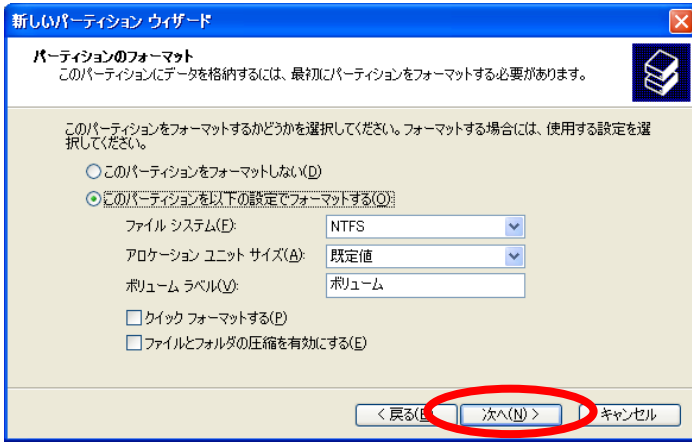 新しいパーティション ウィザード
パーティションのフォーマット
このパーティションにデータを格納するには、最初にパーティションをフォーマットする必要があります。
このパーティションをフォーマットするかどうかを選択してください。フォーマットする場合には、使用する設定を選
択してください。
このパーティションをフォーマットしない(D)
このパーティションを以下の設定でフォーマットする(O):
ファイル システム(F): NTFS
アロケーション ユニット サイズ(A): 既定値
ボリューム ラベル(V): ボリューム
クイック フォーマットする(P)
ファイルとフォルダの圧縮を有効にする(E)
< 戻る( 次へ(N) > キャンセル